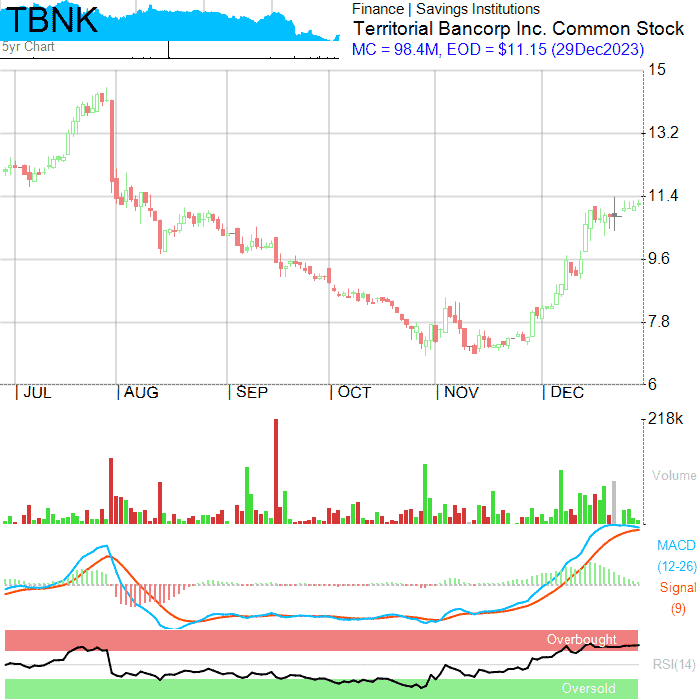 TBNK
5yr Chart
Finance | Savings Institutions
Territorial Bancorp Inc. Common Stock
MC = 98.4M, EOD = $11.15 (29Dec2023)
15
13.2
11.4
9.6
7.8
6
| JUL | AUG | SEP | OCT | NOV | DEC
218k
Volume
MACD
(12-26)
Signal
(9)
Overbought
RSI(14)
Oversold